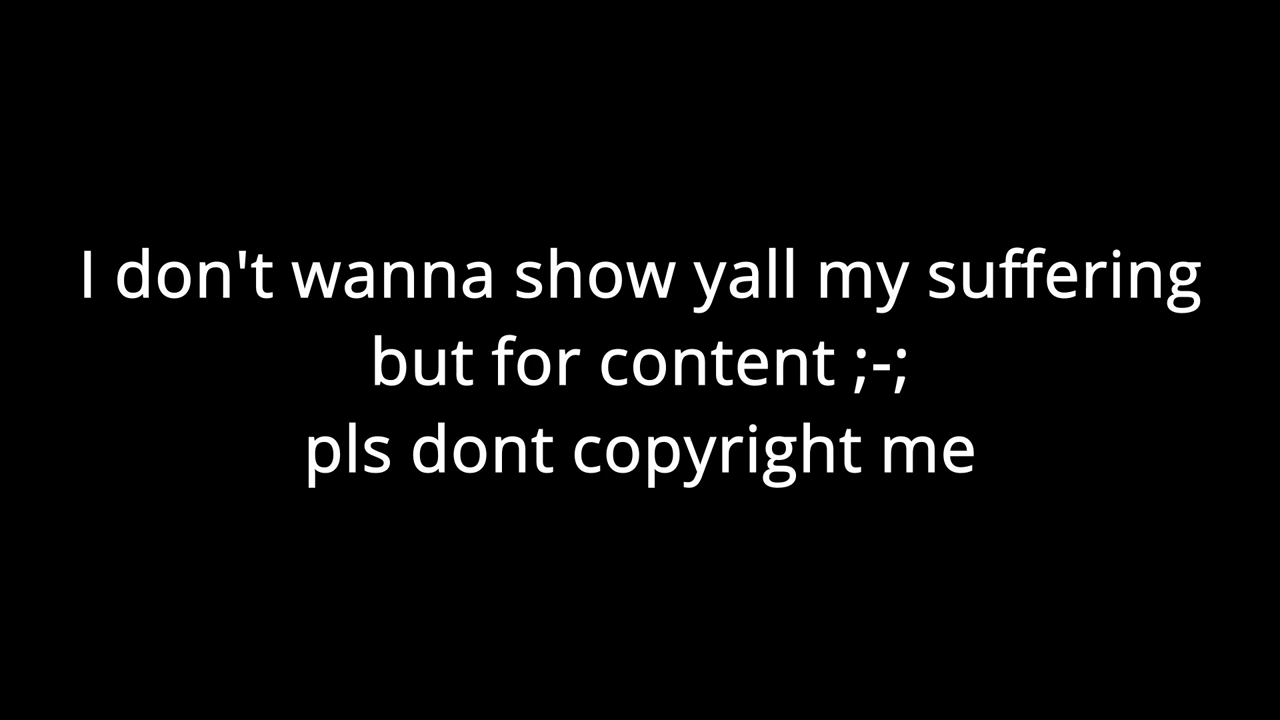 I don't wanna show yall my suffering
but for content ;-;
pls dont copyright me